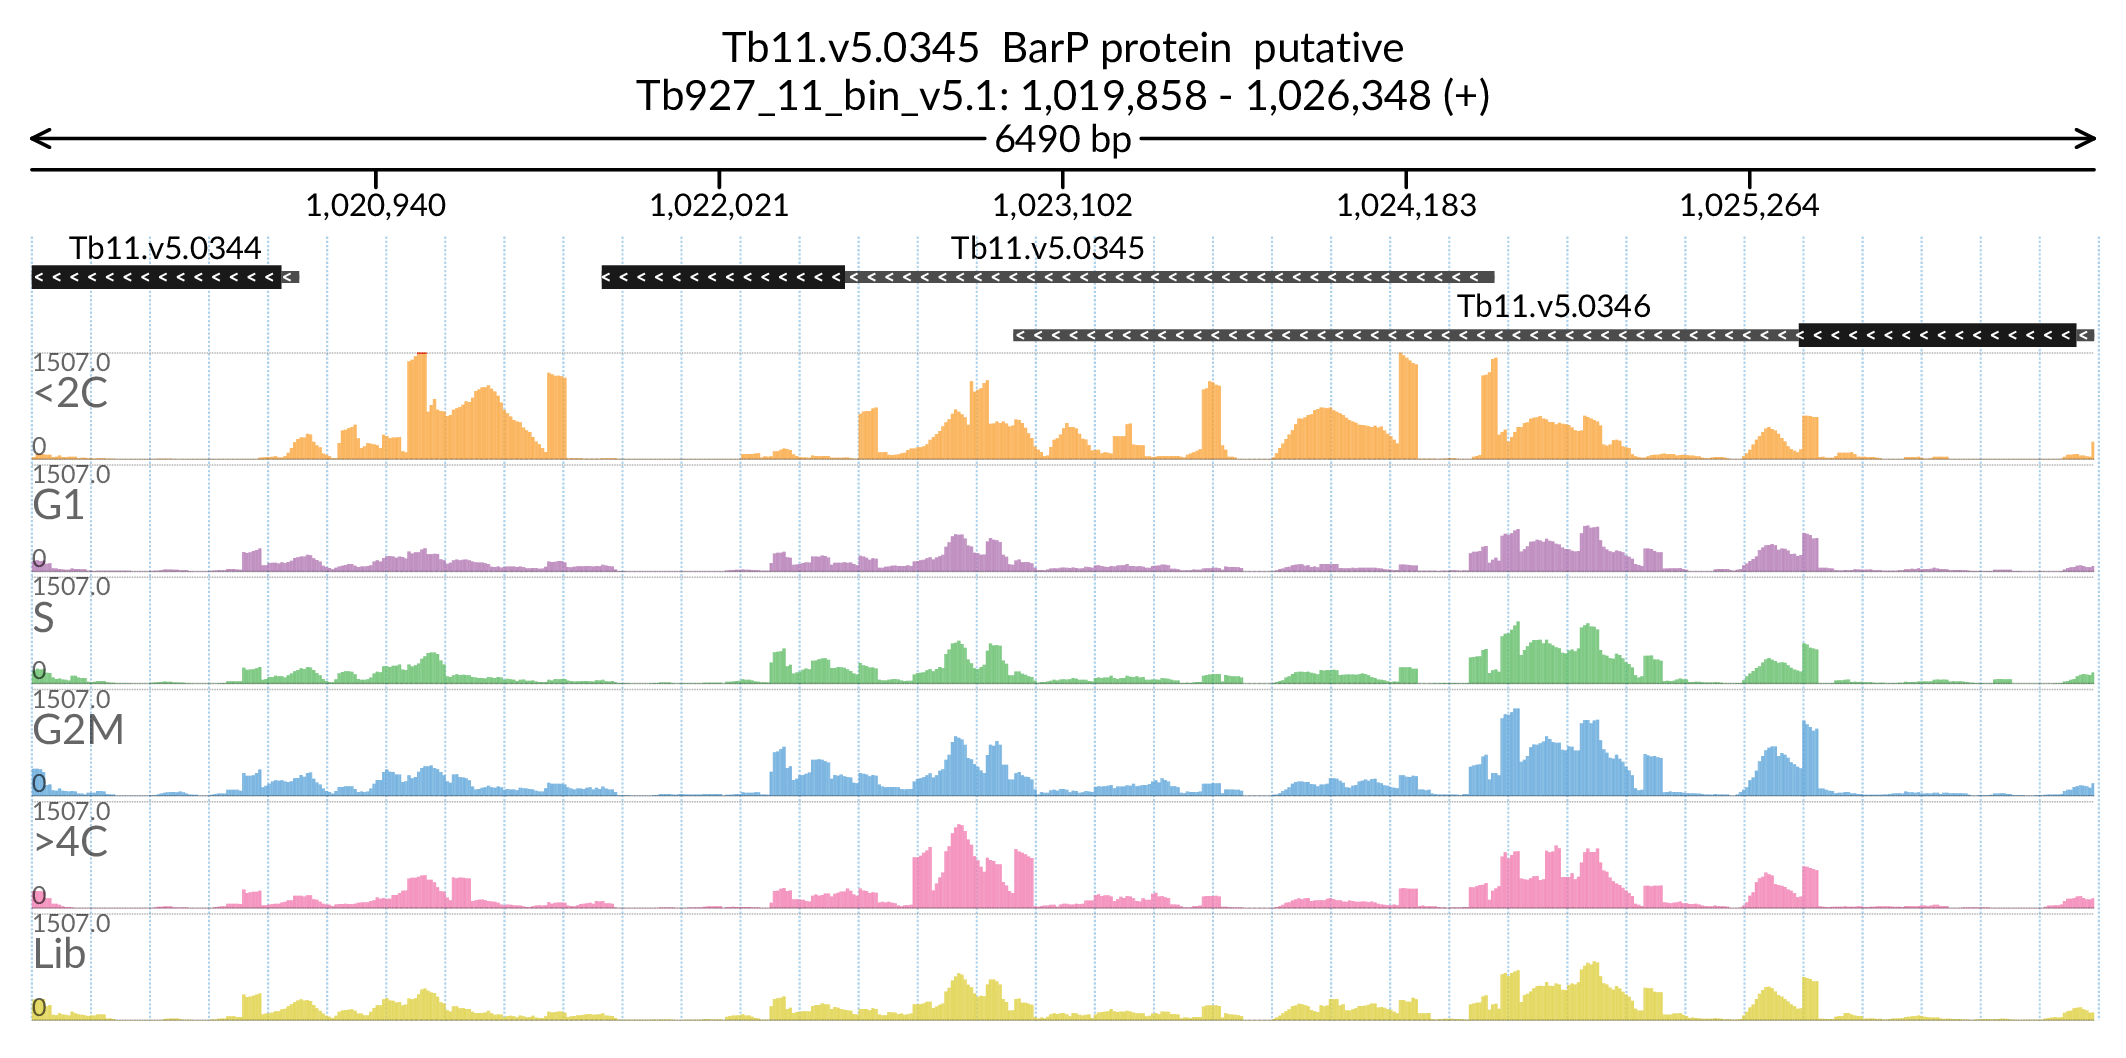 Tb11.v5.0345  BarP protein  putative
Tb927_11_bin_v5.1: 1,019,858 - 1,026,348 (+)
6490 bp
1,020,940 1,022,021 1,023,102 1,024,183 1,025,264
Tb11.v5.0344 Tb11.v5.0345
Tb11.v5.0346
1507.0
<2C
0
1507.0
G1
0
1507.0
S
0
1507.0
G2M
0
1507.0
>4C
0
1507.0
Lib
0